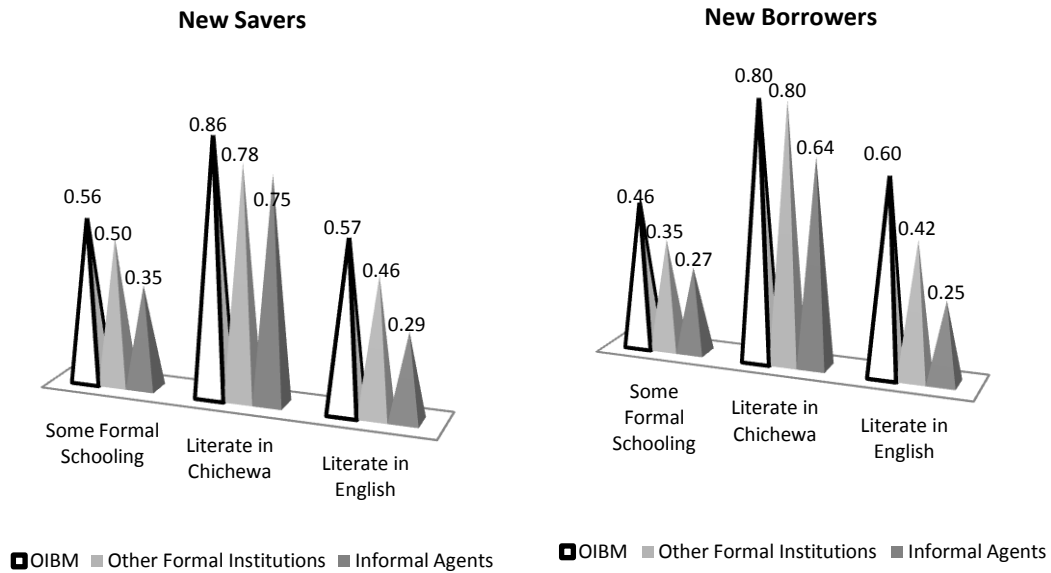 New Savers
0.56
0.50
0.35
0.86
0.78
0.75
0.57
0.46
0.29
Some Formal
Schooling
Literate in
Chichewa
Literate in
English
OIBM Other Formal Institutions Informal Agents
New Borrowers
0.46
0.35
0.27
0.80
0.80
0.64
0.60
0.42
0.25
Some
Formal
Schooling
Literate in
Chichewa
Literate in
English
OIBM Other Formal Institutions Informal Agents